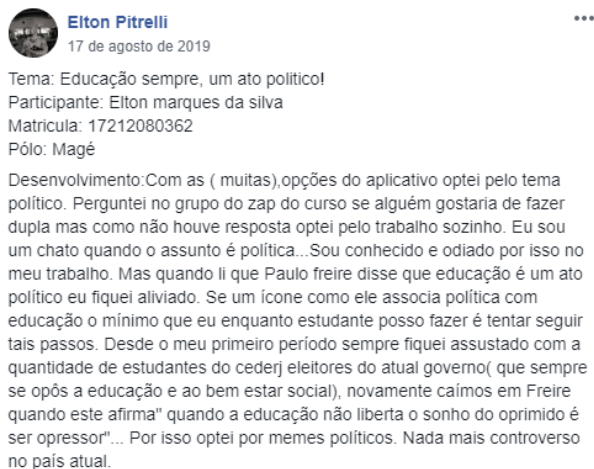 Elton Pitrelli
17 de agosto de 2019
Tema: Educação sempre, um ato politico!
Participante: Elton marques da silva
Matricula: 17212080362
Pólo: Magé
Desenvolvimento:Com as ( muitas),opções do aplicativo optei pelo tema
político. Perguntei no grupo do zap do curso se alguém gostaria de fazer
dupla mas como não houve resposta optei pelo trabalho sozinho. Eu sou
um chato quando o assunto é política...Sou conhecido e odiado por isso no
meu trabalho. Mas quando li que Paulo freire disse que educação é um ato
político eu fiquei aliviado. Se um ícone como ele associa política com
educação o mínimo que eu enquanto estudante posso fazer é tentar seguir
tais passos. Desde o meu primeiro período sempre fiquei assustado com a
quantidade de estudantes do cederj eleitores do atual governo( que sempre
se opôs a educação e ao bem estar social), novamente caímos em Freire
quando este afirma" quando a educação não liberta o sonho do oprimido é
ser opressor"... Por isso optei por memes políticos. Nada mais controverso
no país atual.